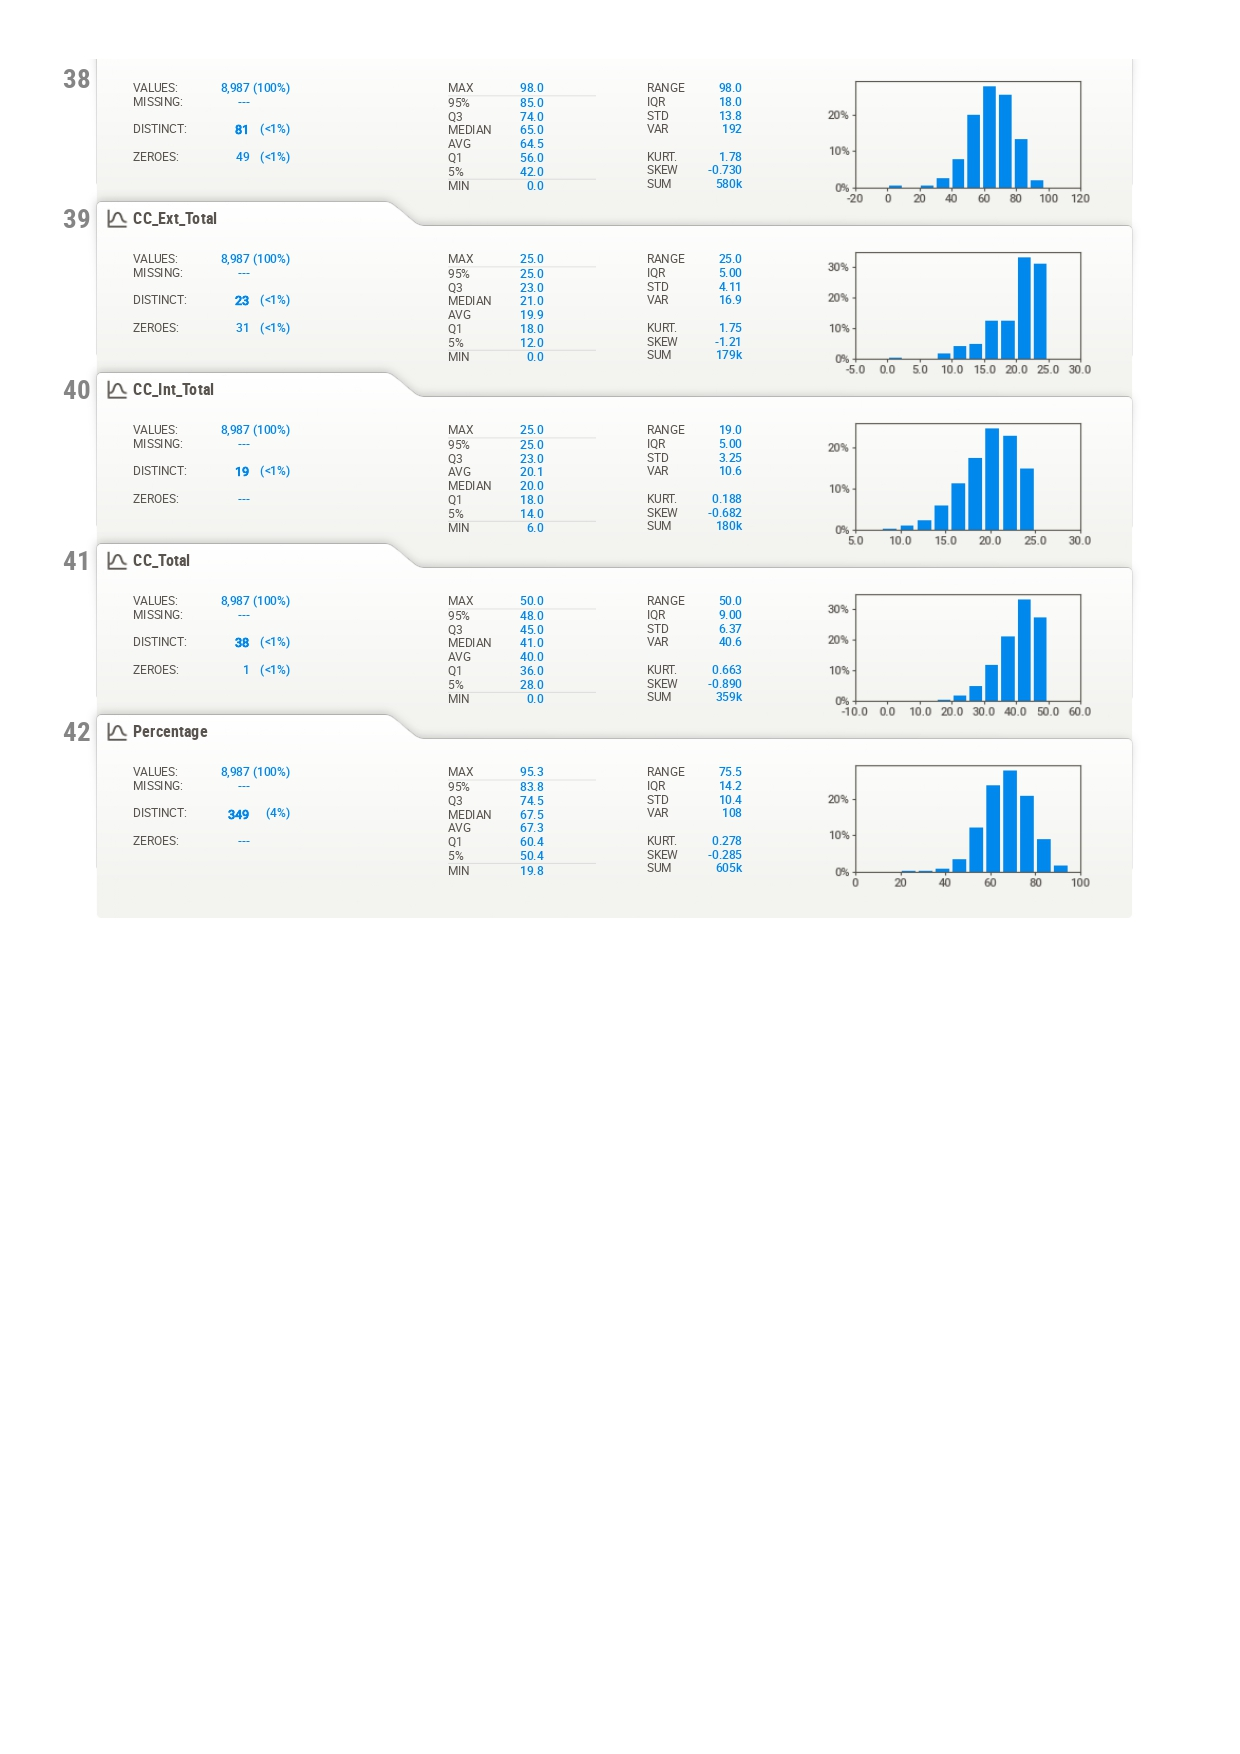 38
VALUES: 8,987 (100%)
MISSING: ---
DISTINCT: 81 (<1%)
ZEROES: 49 (<1%)
MAX 98.0
95% 85.0
Q3 74.0
MEDIAN 65.0
AVG 64.5
Q1 56.0
5% 42.0
MIN 0.0
RANGE 98.0
IQR 18.0
STD 13.8
VAR 192
KURT. 1.78
SKEW -0.730
SUM 580k
20%
10%
0%
-20 0 20 40 60 80 100 120
39 CC_Ext_Total
VALUES: 8,987 (100%)
MISSING: ---
DISTINCT: 23 (<1%)
ZEROES: 31 (<1%)
MAX 25.0
95% 25.0
Q3 23.0
MEDIAN 21.0
AVG 19.9
Q1 18.0
5% 12.0
MIN 0.0
RANGE 25.0
IQR 5.00
STD 4.11
VAR 16.9
KURT. 1.75
SKEW -1.21
SUM 179k
30%
20%
10%
0%
-5.0 0.0 5.0 10.0 15.0 20.0 25.0 30.0
40 CC_Int_Total
VALUES: 8,987 (100%)
MISSING: ---
DISTINCT: 19 (<1%)
ZEROES: ---
MAX 25.0
95% 25.0
Q3 23.0
AVG 20.1
MEDIAN 20.0
Q1 18.0
5% 14.0
MIN 6.0
RANGE 19.0
IQR 5.00
STD 3.25
VAR 10.6
KURT. 0.188
SKEW -0.682
SUM 180k
20%
10%
0%
5.0 10.0 15.0 20.0 25.0 30.0
41 CC_Total
VALUES: 8,987 (100%)
MISSING: ---
DISTINCT: 38 (<1%)
ZEROES: 1 (<1%)
MAX 50.0
95% 48.0
Q3 45.0
MEDIAN 41.0
AVG 40.0
Q1 36.0
5% 28.0
MIN 0.0
RANGE 50.0
IQR 9.00
STD 6.37
VAR 40.6
KURT. 0.663
SKEW -0.890
SUM 359k
30%
20%
10%
0%
-10.0 0.0 10.0 20.0 30.0 40.0 50.0 60.0
42 Percentage
VALUES: 8,987 (100%)
MISSING: ---
DISTINCT: 349 (4%)
ZEROES: ---
MAX 95.3
95% 83.8
Q3 74.5
MEDIAN 67.5
AVG 67.3
Q1 60.4
5% 50.4
MIN 19.8
RANGE 75.5
IQR 14.2
STD 10.4
VAR 108
KURT. 0.278
SKEW -0.285
SUM 605k
20%
10%
0%
0 20 40 60 80 100